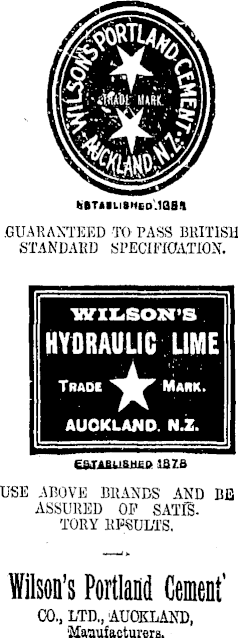 WILSON'S PORTLAND CEMENT
TRADE MARK
AUCKLAND, N.Z.
ESTABLISHED
GUARANTEED TO PASS BRITISH
STANDARD SPECIFICATION.
WILSON'S
HYDRAULIC LIME
TRADE MARK.
AUCKLAND. N.Z.
ESTABLISHED 1878
USE ABOVE BRANDS AND BE
ASSURED OF SATIS-
TORY RESULTS.
Wilson's Portland Cement
CO., LTD., AUCKLAND,
Manufacturers.